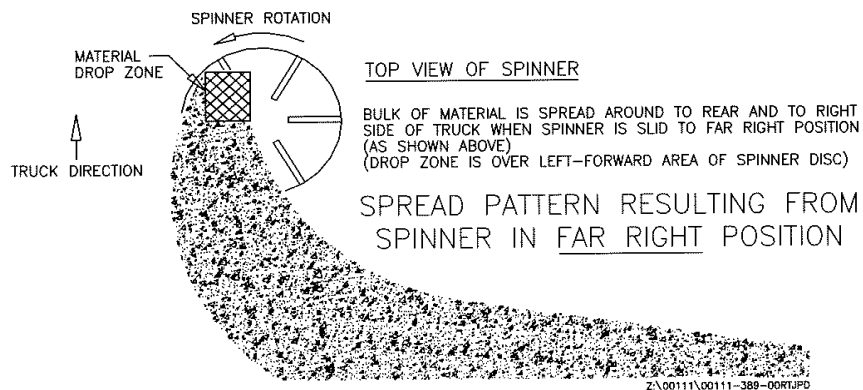 SPINNER ROTATION
MATERIAL
DROP ZONE
TRUCK DIRECTION
TOP VIEW OF SPINNER
BULK OF MATERIAL IS SPREAD AROUND TO REAR AND TO RIGHT
SIDE OF TRUCK WHEN SPINNER IS SLID TO FAR RIGHT POSITION
(AS SHOWN ABOVE)
(DROP ZONE IS OVER LEFT-FORWARD AREA OF SPINNER DISC)
SPREAD PATTERN RESULTING FROM
SPINNER IN FAR RIGHT POSITION
Z:\00111\00111-389-00RTJPD